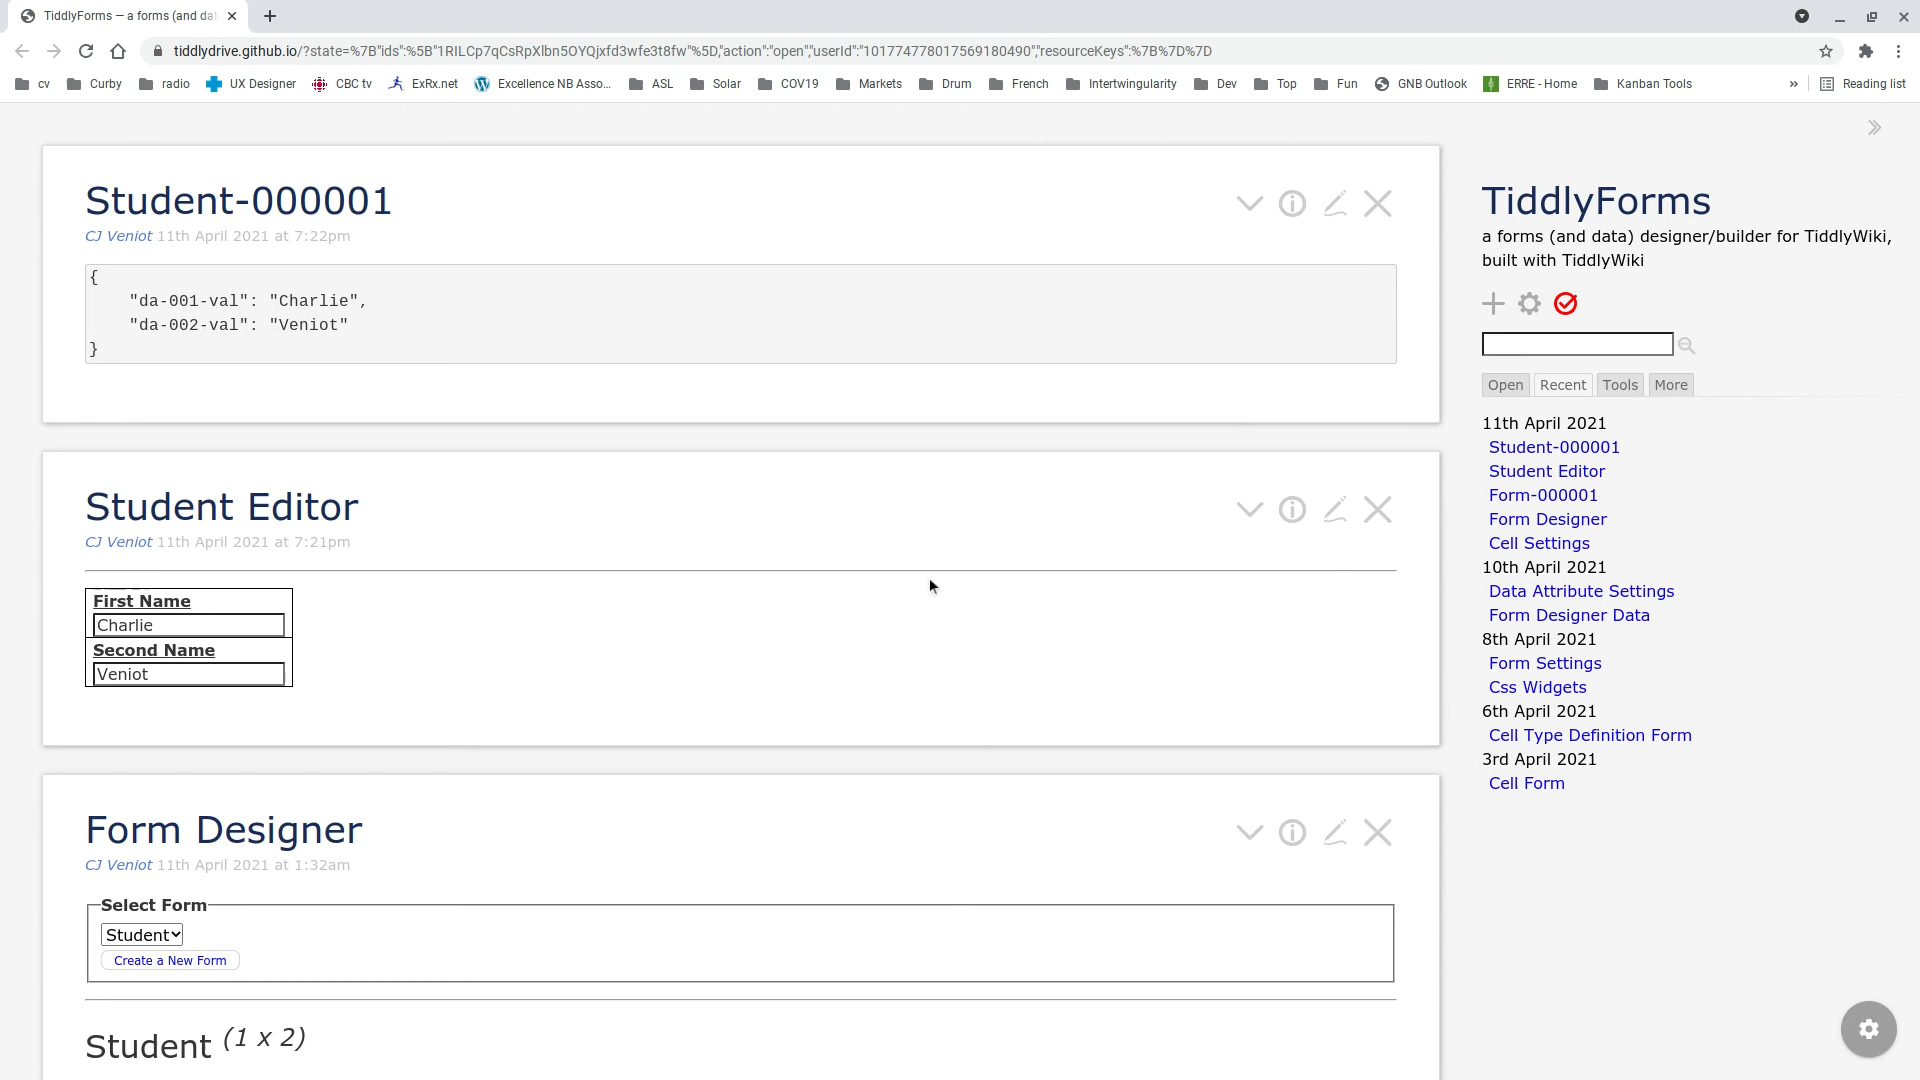 TiddlyForms — a forms (and dat
tiddlydrive.github.io/?state=%7B"ids":%5B"1RILCp7qCsRpXlbn5OYQjxfd3wfe3t8fw"%5D,"action":"open","userId":"101774778017569180490","resourceKeys":%7B%7D%7D
cv Curby radio UX Designer CBC tv ExRx.net Excellence NB Asso... ASL Solar COV19 Markets Drum French Intertwingularity Dev Top Fun GNB Outlook ERRE - Home Kanban Tools » Reading list
Student-000001
CJ Veniot 11th April 2021 at 7:22pm
{
"da-001-val": "Charlie",
"da-002-val": "Veniot"
}
Student Editor
CJ Veniot 11th April 2021 at 7:21pm
First Name
Charlie
Second Name
Veniot
Form Designer
CJ Veniot 11th April 2021 at 1:32am
Select Form
Student
Create a New Form
Student (1 x 2)
TiddlyForms
a forms (and data) designer/builder for TiddlyWiki,
built with TiddlyWiki
Open Recent Tools More
11th April 2021
Student-000001
Student Editor
Form-000001
Form Designer
Cell Settings
10th April 2021
Data Attribute Settings
Form Designer Data
8th April 2021
Form Settings
Css Widgets
6th April 2021
Cell Type Definition Form
3rd April 2021
Cell Form